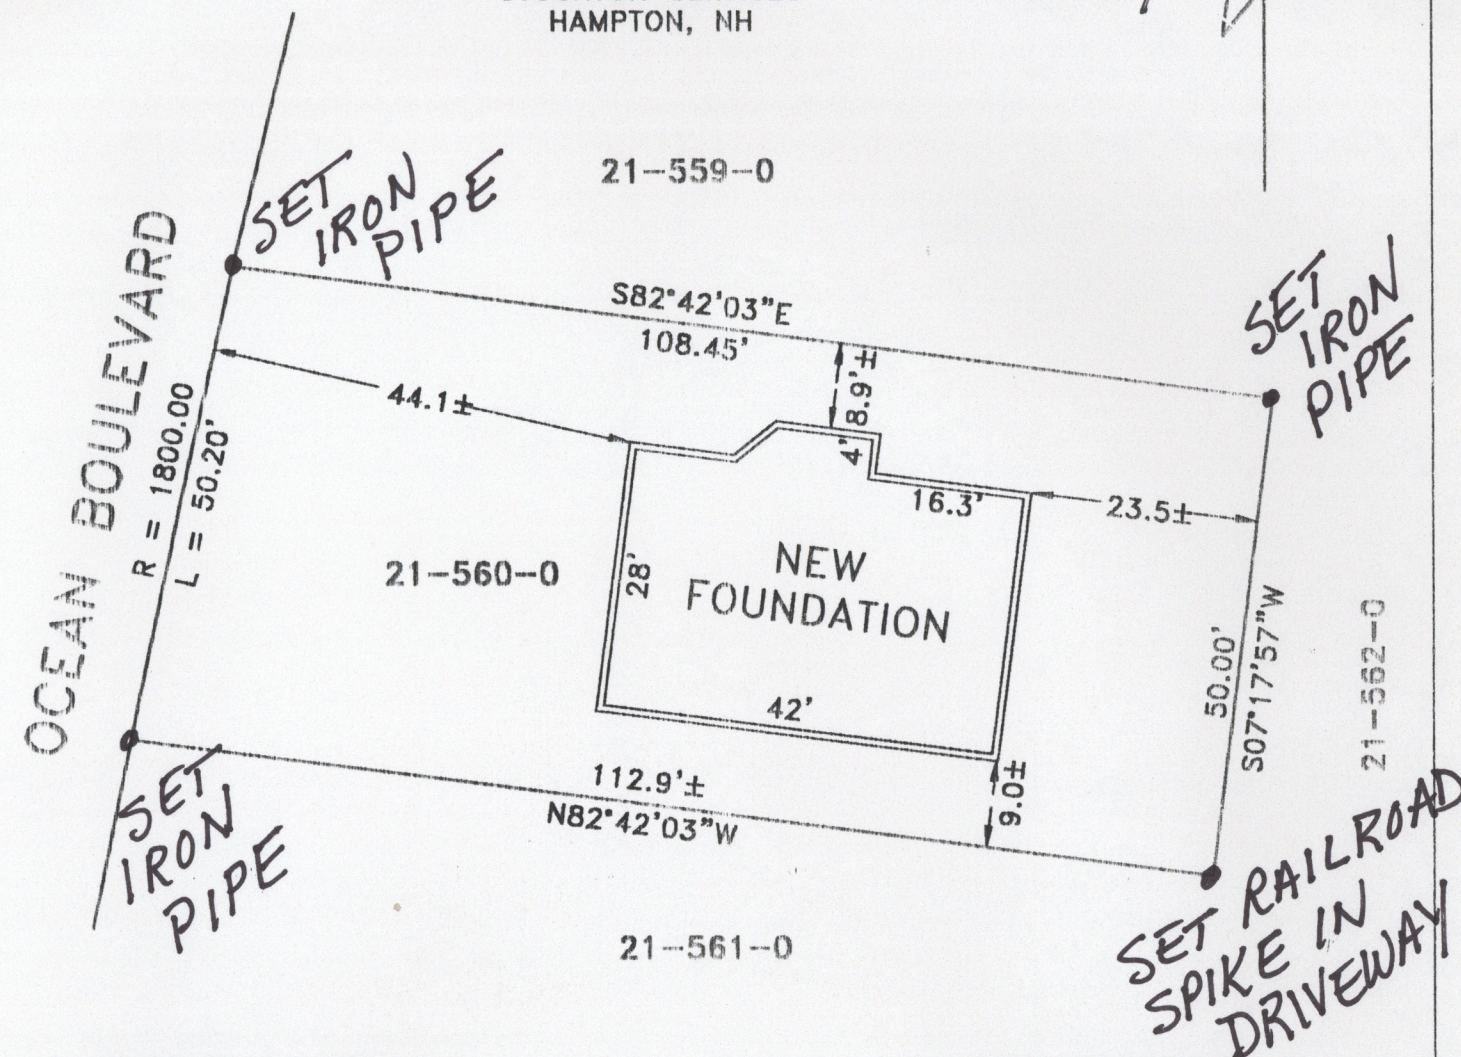 HAMPTON, NH
21-559-0
SET
IRON
PIPE
S82°42'03"E
108.45'
SET
IRON
PIPE
8.9'±
44.1±
4'
16.3'
23.5±
OCEAN BOULEVARD
R = 1800.00
L = 50.20'
21-560-0
28'
NEW
FOUNDATION
42'
50.00'
S07°17'57"W
21-562-0
112.9'±
N82°42'03"W
9.0±
SET
IRON
PIPE
21-561-0
SET RAILROAD
SPIKE IN
DRIVEWAY